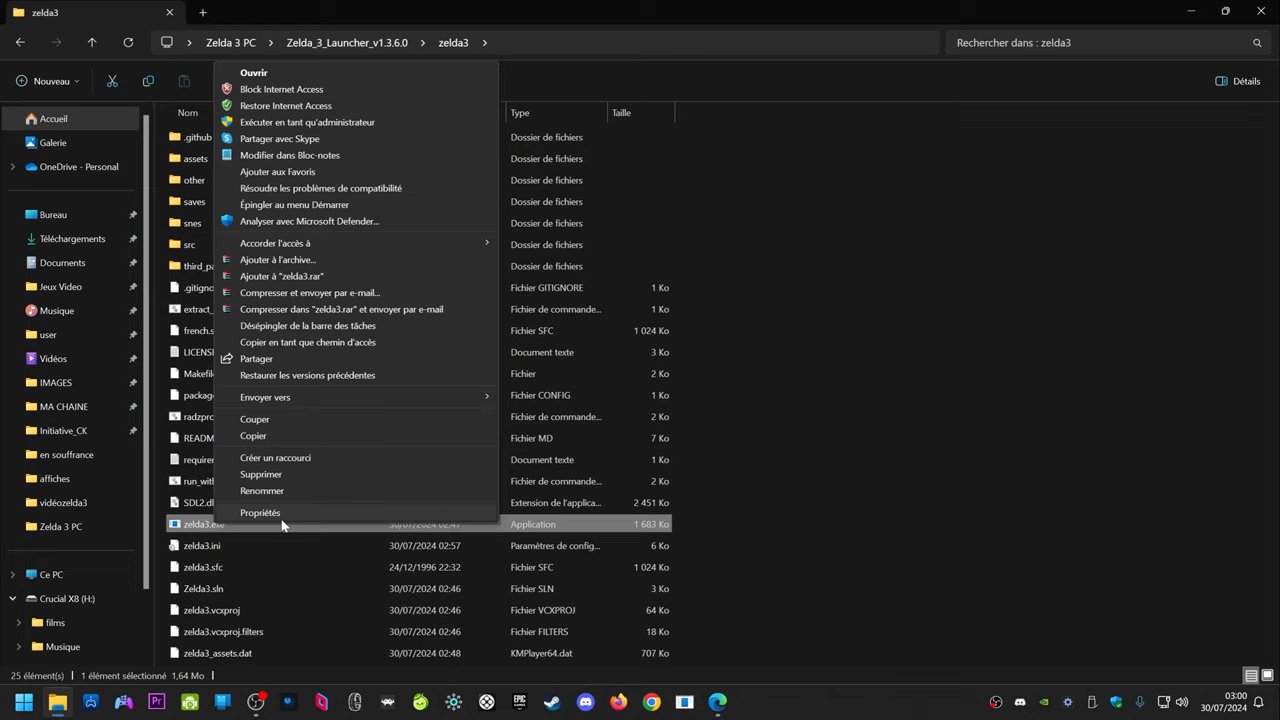 zelda3
Zelda 3 PC
Zelda_3_Launcher_v1.3.6.0
zelda3
Rechercher dans : zelda3
Nouveau
Détails
Nom
Type
Taille
Accueil
Galerie
OneDrive - Personal
Bureau
Téléchargements
Documents
Jeux Video
Musique
user
Vidéos
IMAGES
MA CHAINE
Initiative_CK
en souffrance
affiches
vidéozelda3
Zelda 3 PC
Ce PC
Crucial X8 (H:)
films
Musique
Ouvrir
Block Internet Access
Restore Internet Access
Exécuter en tant qu'administrateur
Partager avec Skype
Modifier dans Bloc-notes
Ajouter aux Favoris
Résoudre les problèmes de compatibilité
Épingler au menu Démarrer
Analyser avec Microsoft Defender...
Accorder l'accès à
Ajouter à l'archive...
Ajouter à "zelda3.rar"
Compresser et envoyer par e-mail...
Compresser dans "zelda3.rar" et envoyer par e-mail
Désépingler de la barre des tâches
Copier en tant que chemin d'accès
Partager
Restaurer les versions précédentes
Envoyer vers
Couper
Copier
Créer un raccourci
Supprimer
Renommer
Propriétés
.github Dossier de fichiers
assets Dossier de fichiers
other Dossier de fichiers
saves Dossier de fichiers
snes Dossier de fichiers
src Dossier de fichiers
third_pa Dossier de fichiers
.gitigno Fichier GITIGNORE 1 Ko
extract_ Fichier de commande... 1 Ko
french.s Fichier SFC 1 024 Ko
LICENS Document texte 3 Ko
Makefil Fichier 2 Ko
package Fichier CONFIG 2 Ko
radzpro Fichier de commande... 2 Ko
READM Fichier MD 7 Ko
require Document texte 1 Ko
run_wit Fichier de commande... 1 Ko
SDL2.dl Extension de l'applica... 2 451 Ko
zelda3.exe 30/07/2024 02:47 Application 1 683 Ko
zelda3.ini 30/07/2024 02:57 Paramètres de config... 6 Ko
zelda3.sfc 24/12/1996 22:32 Fichier SFC 1 024 Ko
Zelda3.sln 30/07/2024 02:46 Fichier SLN 3 Ko
zelda3.vcxproj 30/07/2024 02:46 Fichier VCXPROJ 64 Ko
zelda3.vcxproj.filters 30/07/2024 02:46 Fichier FILTERS 18 Ko
zelda3_assets.dat 30/07/2024 02:48 KMPlayer64.dat 707 Ko
25 élément(s) 1 élément sélectionné 1,64 Mo
Pr
EPIC GAMES
03:00
30/07/2024